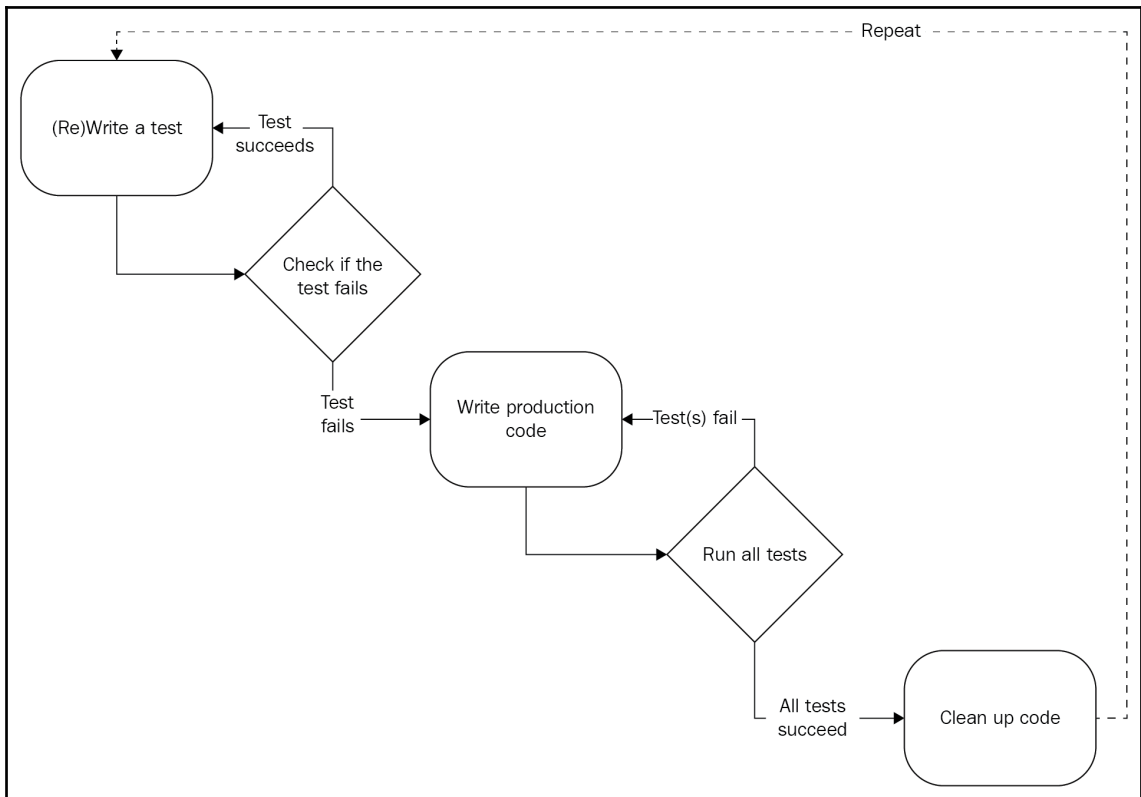 Repeat
(Re)Write a test
Test
succeeds
Check if the
test fails
Test
fails
Write production
code
Test(s) fail
Run all tests
All tests
succeed
Clean up code